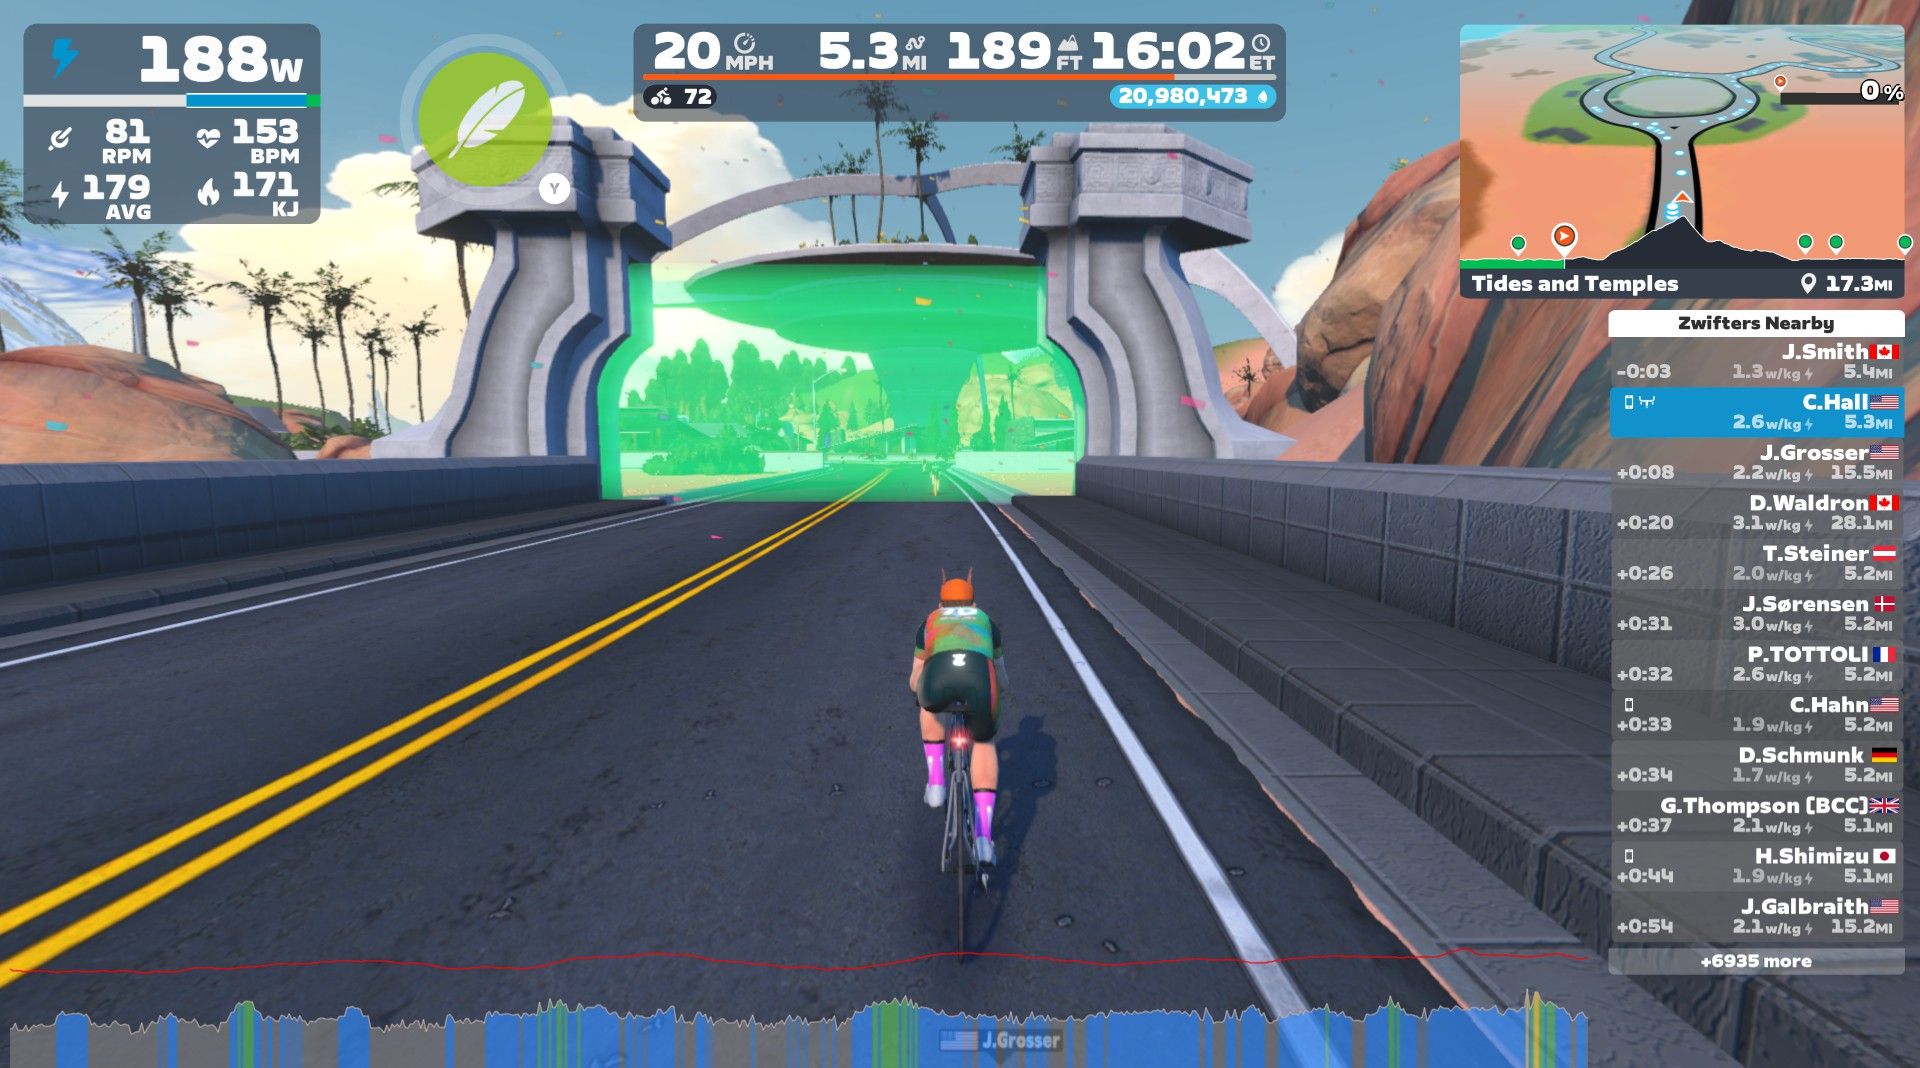 188w
81 RPM
153 BPM
179 AVG
171 KJ
Y
20 MPH 5.3 MI 189 FT 16:02 ET
72
20,980,473
0 %
Tides and Temples 17.3MI
Zwifters Nearby
J.Smith
-0:03 1.3w/kg 5.4MI
C.Hall
2.6w/kg 5.3MI
J.Grosser
+0:08 2.2w/kg 15.5MI
D.Waldron
+0:20 3.1w/kg 28.1MI
T.Steiner
+0:26 2.0w/kg 5.2MI
J.Sørensen
+0:31 3.0w/kg 5.2MI
P.TOTTOLI
+0:32 2.6w/kg 5.2MI
C.Hahn
+0:33 1.9w/kg 5.2MI
D.Schmunk
+0:34 1.7w/kg 5.2MI
G.Thompson (BCC)
+0:37 2.1w/kg 5.1MI
H.Shimizu
+0:44 1.9w/kg 5.1MI
J.Galbraith
+0:54 2.1w/kg 15.2MI
+6935 more
J.Grosser